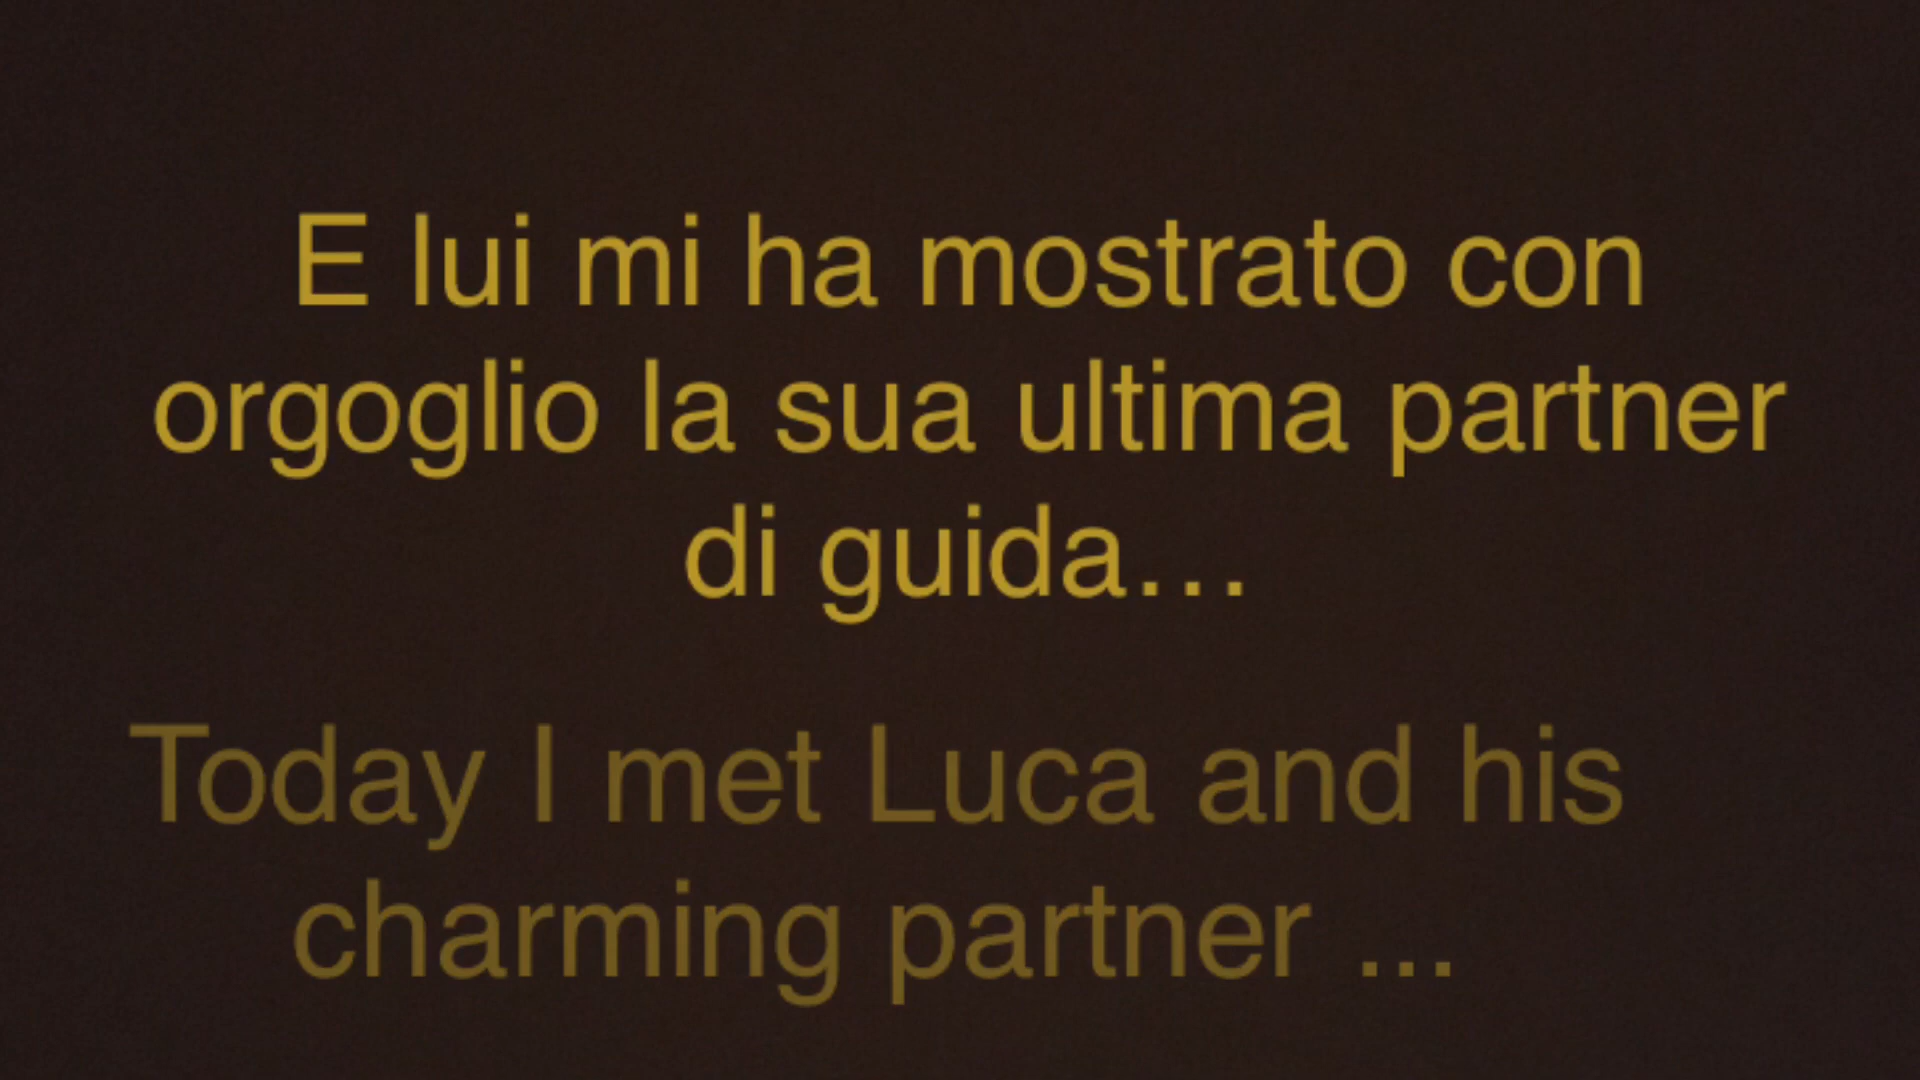 E lui mi ha mostrato con
orgoglio la sua ultima partner
di guida…
Today I met Luca and his
charming partner ...